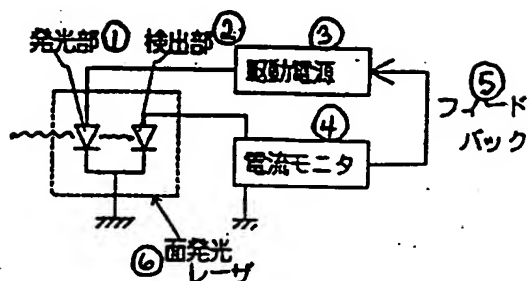 発光部①
検出部②
③
駆動電源
④
電流モニタ
⑤
フィード
バック
⑥面発光
レーザ